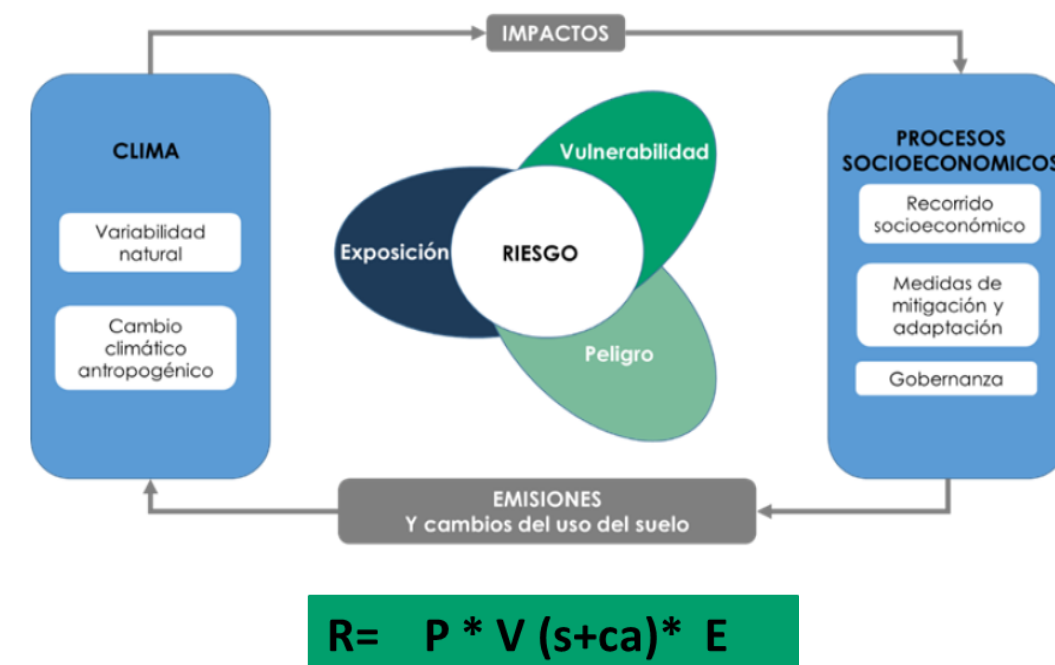 IMPACTOS
CLIMA
Variabilidad
natural
Cambio
climático
antropogénico
Vulnerabilidad
Exposición
RIESGO
Peligro
PROCESOS
SOCIOECONOMICOS
Recorrido
socioeconómico
Medidas de
mitigación y
adaptación
Gobernanza
EMISIONES
Y cambios del uso del suelo
R= P * V (s+ca)* E